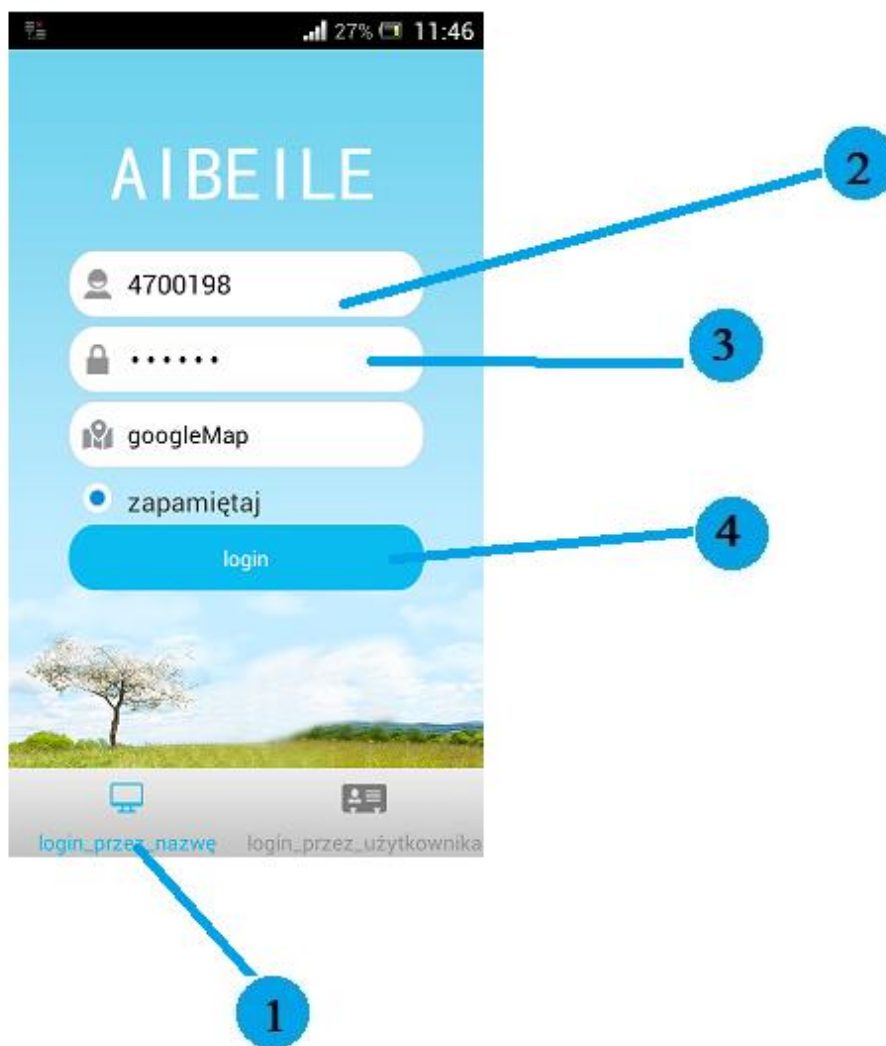 27% 11:46
AIBEILE
2
4700198
3
••••••
googleMap
zapamiętaj
4
login
login_przez_nazwę login_przez_użytkownika
1